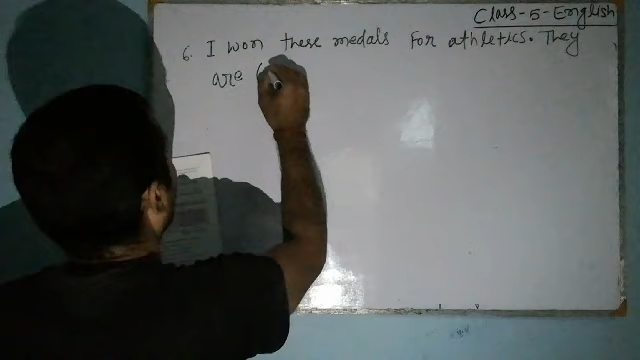 Class-5-English
6. I won these medals for athletics. They
are (